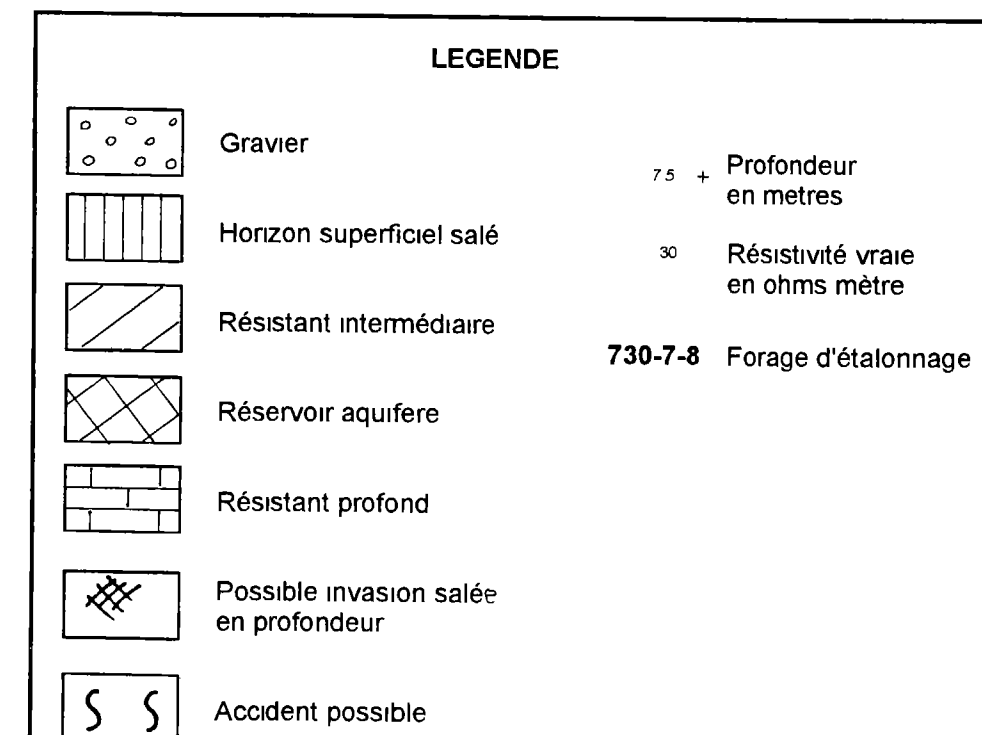 LEGENDE
Gravier
Horizon superficiel salé
Résistant intermédiaire
Réservoir aquifere
Résistant profond
Possible invasion salée
en profondeur
Accident possible
75 + Profondeur
en metres
30 Résistivité vraie
en ohms mètre
730-7-8 Forage d'étalonnage